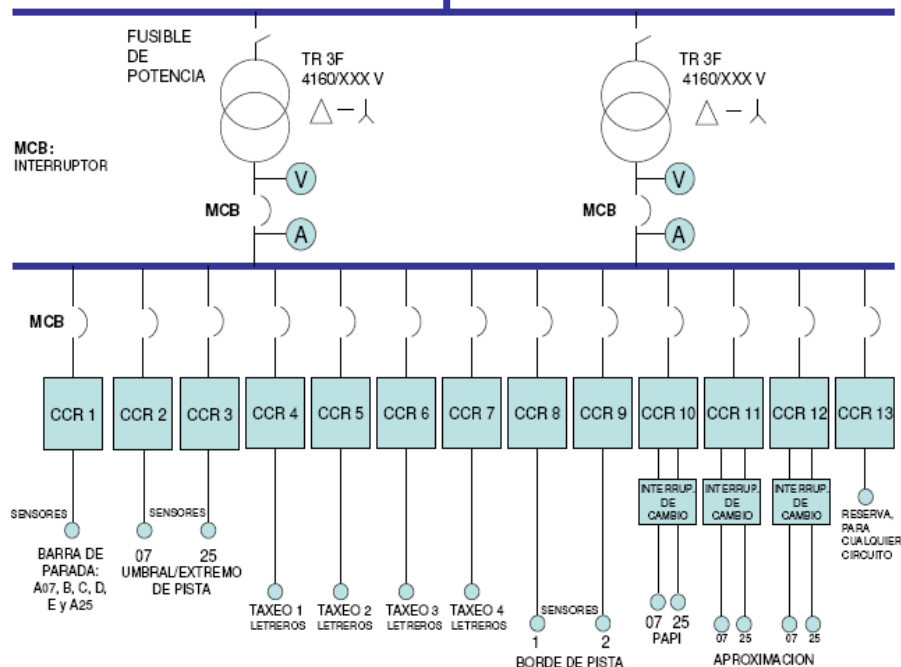 FUSIBLE
DE
POTENCIA
TR 3F
4160/XXX V
TR 3F
4160/XXX V
MCB:
INTERRUPTOR
V
V
MCB
MCB
A
A
MCB
CCR 1
CCR 2
CCR 3
CCR 4
CCR 5
CCR 6
CCR 7
CCR 8
CCR 9
CCR 10
CCR 11
CCR 12
CCR 13
INTERRUP.
DE
CAMBIO
INTERRUP.
DE
CAMBIO
INTERRUP.
DE
CAMBIO
SENSORES
SENSORES
BARRA DE
PARADA:
A07, B, C, D,
E y A25
07 25
UMBRAL/EXTREMO
DE PISTA
RESERVA,
PARA
CUALQUIER
CIRCUITO
TAXEO 1
LETREROS
TAXEO 2
LETREROS
TAXEO 3
LETREROS
TAXEO 4
LETREROS
SENSORES
1 2
BORDE DE PISTA
07 25
PAPI
07 25
07 25
APROXIMACION